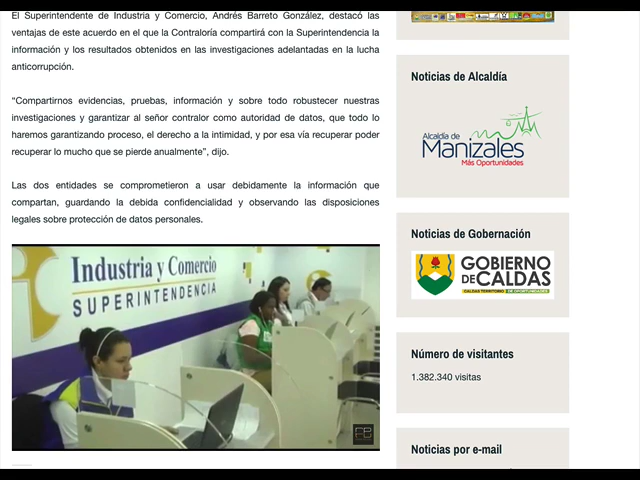 El Superintendente de Industria y Comercio, Andrés Barreto González, destacó las
ventajas de este acuerdo en el que la Contraloría compartirá con la Superintendencia la
información y los resultados obtenidos en las investigaciones adelantadas en la lucha
anticorrupción.
“Compartirnos evidencias, pruebas, información y sobre todo robustecer nuestras
investigaciones y garantizar al señor contralor como autoridad de datos, que todo lo
haremos garantizando proceso, el derecho a la intimidad, y por esa vía recuperar poder
recuperar lo mucho que se pierde anualmente”, dijo.
Las dos entidades se comprometieron a usar debidamente la información que
compartan, guardando la debida confidencialidad y observando las disposiciones
legales sobre protección de datos personales.
Industria y Comercio
SUPERINTENDENCIA
Noticias de Alcaldía
Alcaldía de
Manizales
Más Oportunidades
Noticias de Gobernación
GOBIERNO
DE CALDAS
CALDAS TERRITORIO DE OPORTUNIDADES
Número de visitantes
1.382.340 visitas
Noticias por e-mail